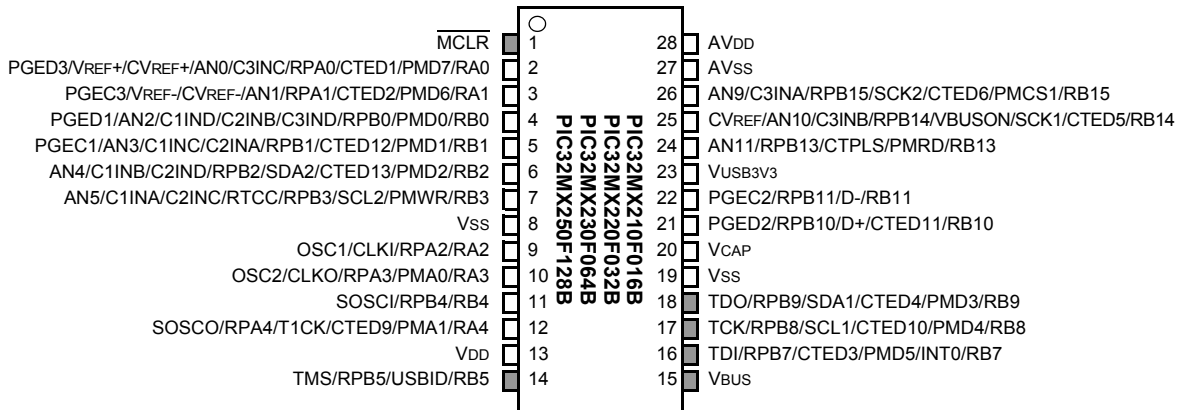 MCLR 1 28 AVDD
PGED3/VREF+/CVREF+/AN0/C3INC/RPA0/CTED1/PMD7/RA0 2 27 AVSS
PGEC3/VREF-/CVREF-/AN1/RPA1/CTED2/PMD6/RA1 3 26 AN9/C3INA/RPB15/SCK2/CTED6/PMCS1/RB15
PGED1/AN2/C1IND/C2INB/C3IND/RPB0/PMD0/RB0 4 25 CVREF/AN10/C3INB/RPB14/VBUSON/SCK1/CTED5/RB14
PGEC1/AN3/C1INC/C2INA/RPB1/CTED12/PMD1/RB1 5 24 AN11/RPB13/CTPLS/PMRD/RB13
AN4/C1INB/C2IND/RPB2/SDA2/CTED13/PMD2/RB2 6 23 VUSB3V3
AN5/C1INA/C2INC/RTCC/RPB3/SCL2/PMWR/RB3 7 22 PGEC2/RPB11/D-/RB11
VSS 8 21 PGED2/RPB10/D+/CTED11/RB10
OSC1/CLKI/RPA2/RA2 9 20 VCAP
OSC2/CLKO/RPA3/PMA0/RA3 10 19 VSS
SOSCI/RPB4/RB4 11 18 TDO/RPB9/SDA1/CTED4/PMD3/RB9
SOSCO/RPA4/T1CK/CTED9/PMA1/RA4 12 17 TCK/RPB8/SCL1/CTED10/PMD4/RB8
VDD 13 16 TDI/RPB7/CTED3/PMD5/INT0/RB7
TMS/RPB5/USBID/RB5 14 15 VBUS
PIC32MX210F016B
PIC32MX220F032B
PIC32MX230F064B
PIC32MX250F128B